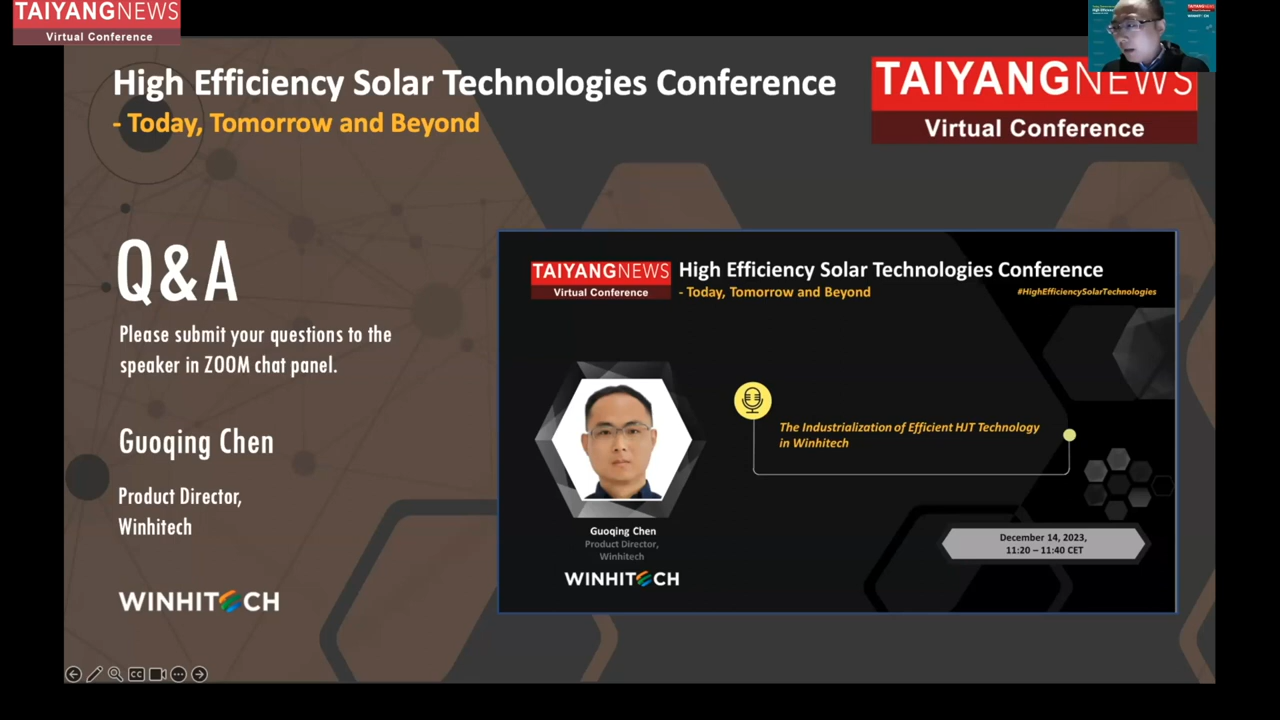 TAIYANGNEWS
Virtual Conference
High Efficiency Solar Technologies Conference
- Today, Tomorrow and Beyond
TAIYANGNEWS
Virtual Conference
Q&A
Please submit your questions to the
speaker in ZOOM chat panel.
Guoqing Chen
Product Director,
Winhitech
WINHITECH
TAIYANGNEWS
Virtual Conference
High Efficiency Solar Technologies Conference
- Today, Tomorrow and Beyond
#HighEfficiencySolarTechnologies
The Industrialization of Efficient HJT Technology
in Winhitech
Guoqing Chen
Product Director,
Winhitech
WINHITECH
December 14, 2023,
11:20 – 11:40 CET
CC